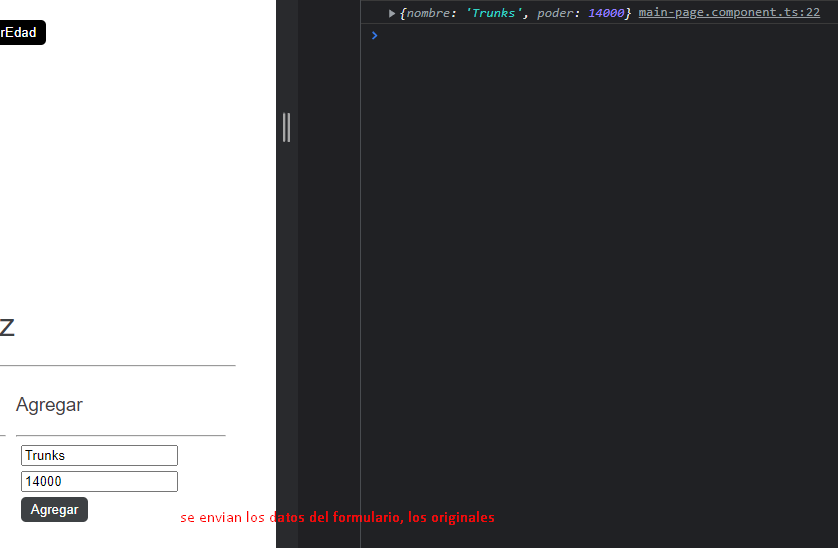 rEdad
▶{nombre: 'Trunks', poder: 14000} main-page.component.ts:22
>
z
Agregar
Trunks
14000
Agregar
se envian los datos del formulario, los originales